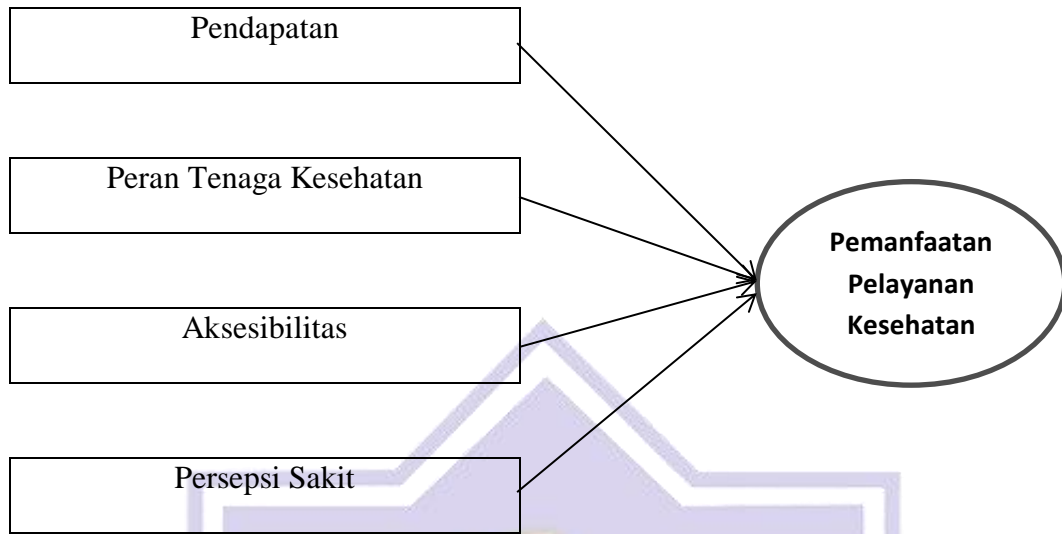 Pendapatan
Peran Tenaga Kesehatan
Aksesibilitas
Persepsi Sakit
Pemanfaatan
Pelayanan
Kesehatan